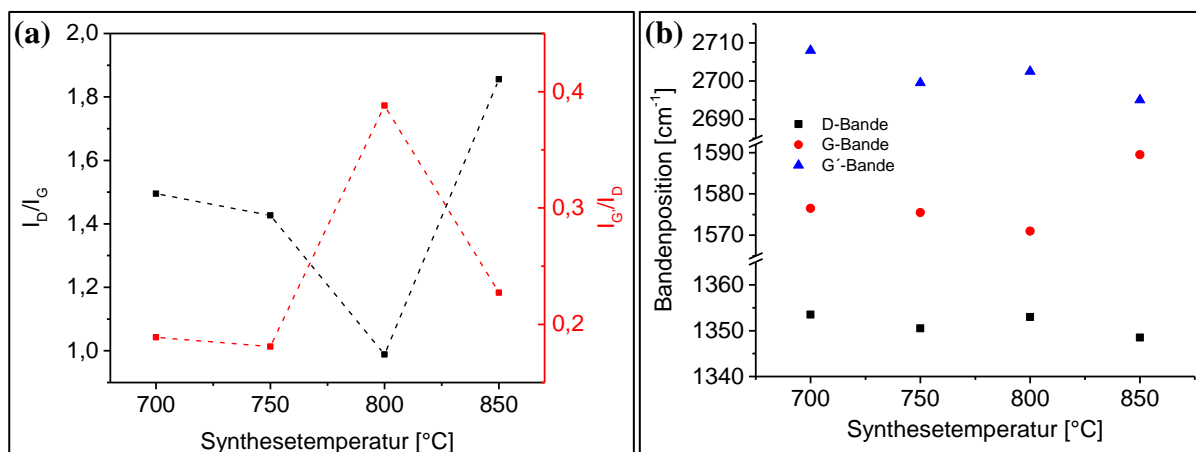 (a)
2,0
1,8
1,6
1,4
1,2
1,0
I_D/I_G
0,4
0,3
0,2
I_G'/I_D
700 750 800 850
Synthesetemperatur [°C]
(b)
2710
2700
2690
1590
1580
1570
1360
1350
1340
Bandenposition [cm⁻¹]
D-Bande
G-Bande
G´-Bande
700 750 800 850
Synthesetemperatur [°C]